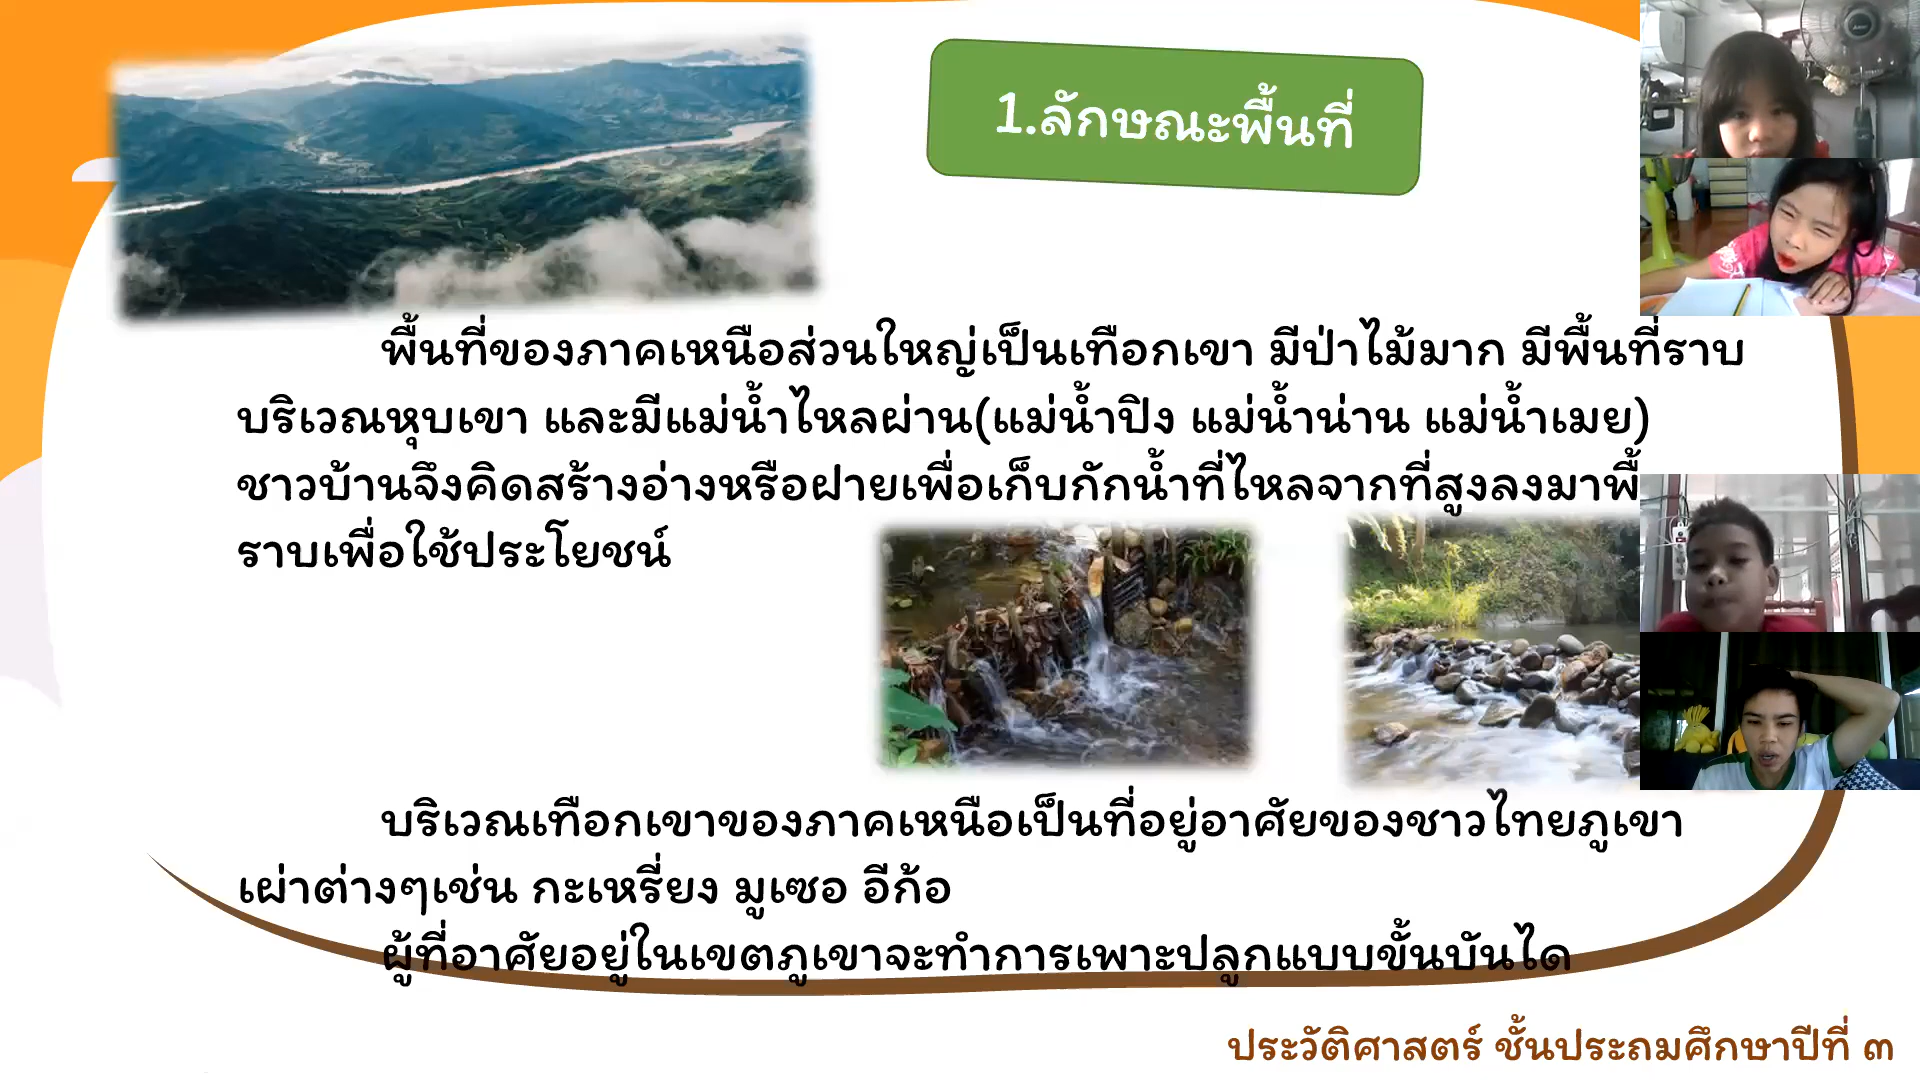 1.ลักษณะพื้นที่
พื้นที่ของภาคเหนือส่วนใหญ่เป็นเทือกเขา มีป่าไม้มาก มีพื้นที่ราบ
บริเวณหุบเขา และมีแม่น้ำไหลผ่าน(แม่น้ำปิง แม่น้ำน่าน แม่น้ำเมย)
ชาวบ้านจึงคิดสร้างอ่างหรือฝายเพื่อเก็บกักน้ำที่ไหลจากที่สูงลงมาพื้
ราบเพื่อใช้ประโยชน์
บริเวณเทือกเขาของภาคเหนือเป็นที่อยู่อาศัยของชาวไทยภูเขา
เผ่าต่างๆเช่น กะเหรี่ยง มูเซอ อีก้อ
ผู้ที่อาศัยอยู่ในเขตภูเขาจะทำการเพาะปลูกแบบขั้นบันได
ประวัติศาสตร์ ชั้นประถมศึกษาปีที่ ๓